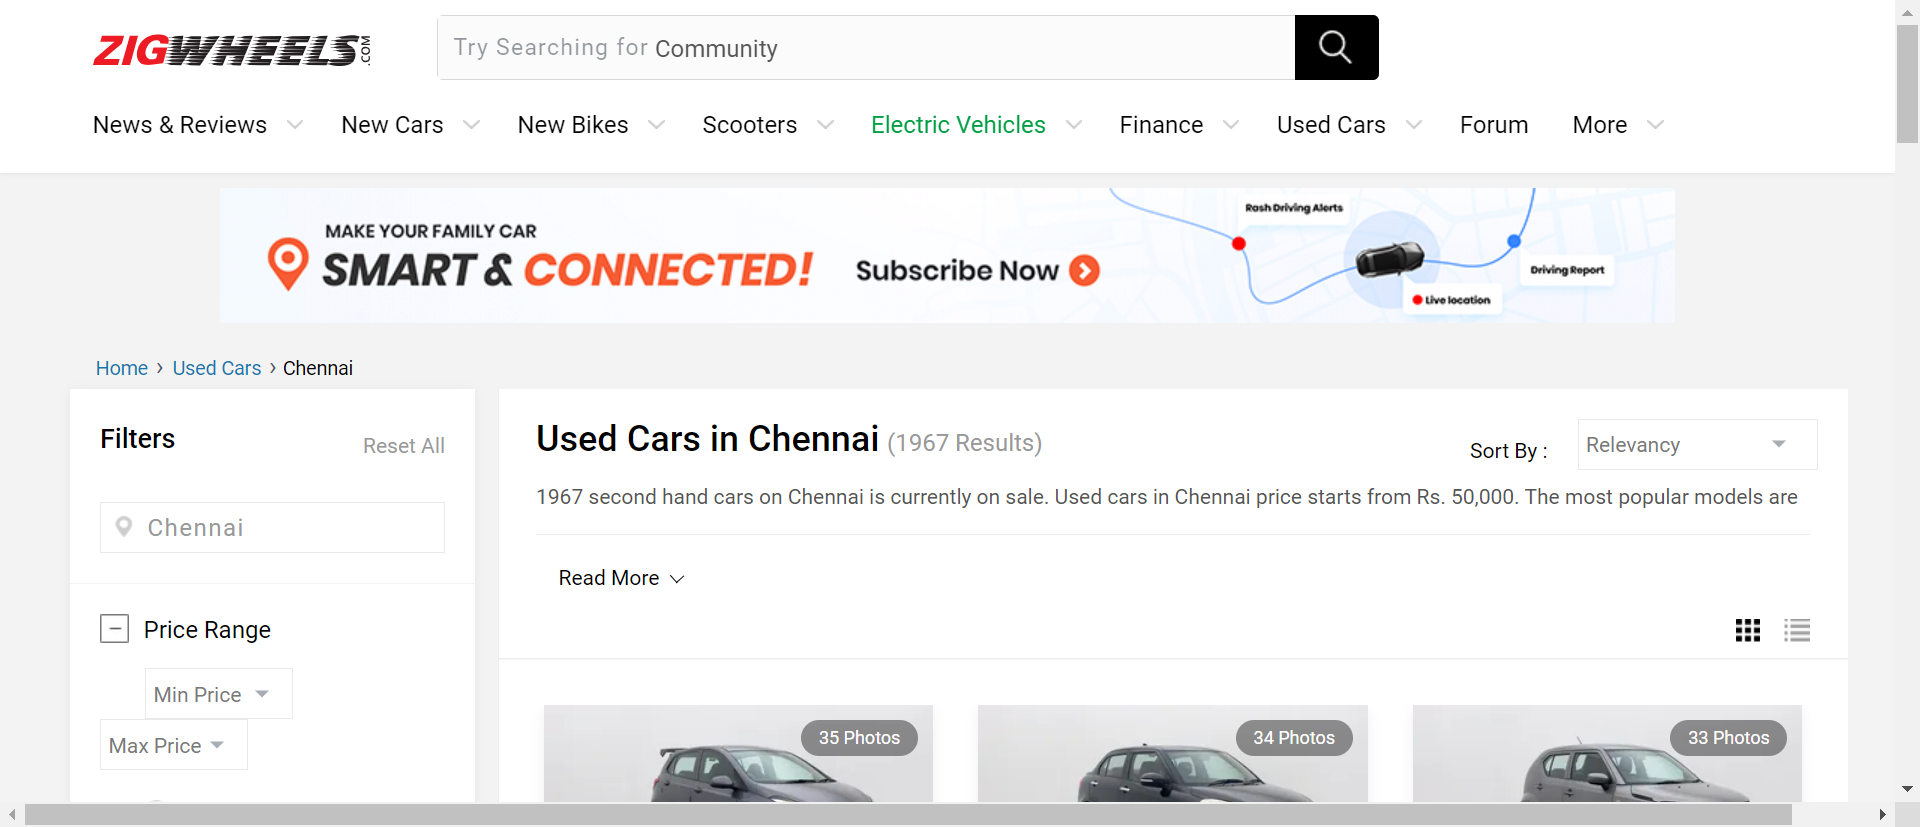 ZIGWHEELS.COM
Try Searching for Community
News & Reviews New Cars New Bikes Scooters Electric Vehicles Finance Used Cars Forum More
MAKE YOUR FAMILY CAR
SMART & CONNECTED!
Subscribe Now
Rash Driving Alerts
Driving Report
Live location
Home › Used Cars › Chennai
Filters
Reset All
Chennai
Price Range
Min Price
Max Price
Used Cars in Chennai (1967 Results)
Sort By :
Relevancy
1967 second hand cars on Chennai is currently on sale. Used cars in Chennai price starts from Rs. 50,000. The most popular models are
Read More
35 Photos
34 Photos
33 Photos